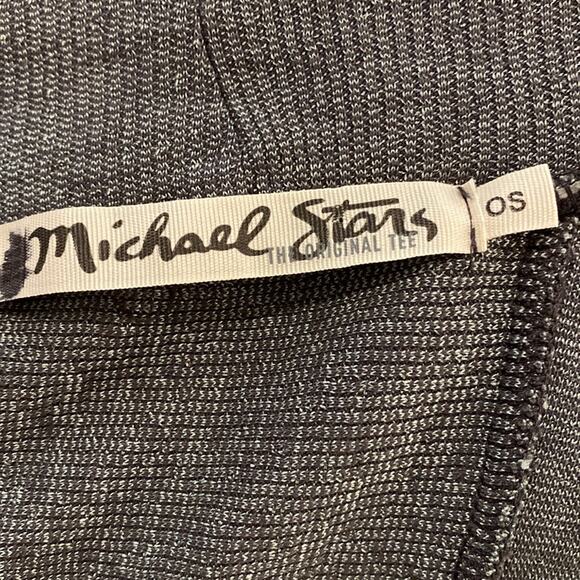 Michael Stars
THE ORIGINAL TEE
OS